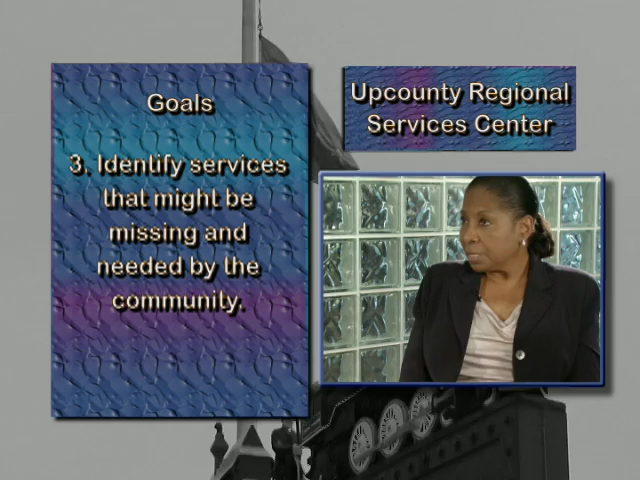 Goals
3. Identify services
that might be
missing and
needed by the
community.
Upcounty Regional
Services Center